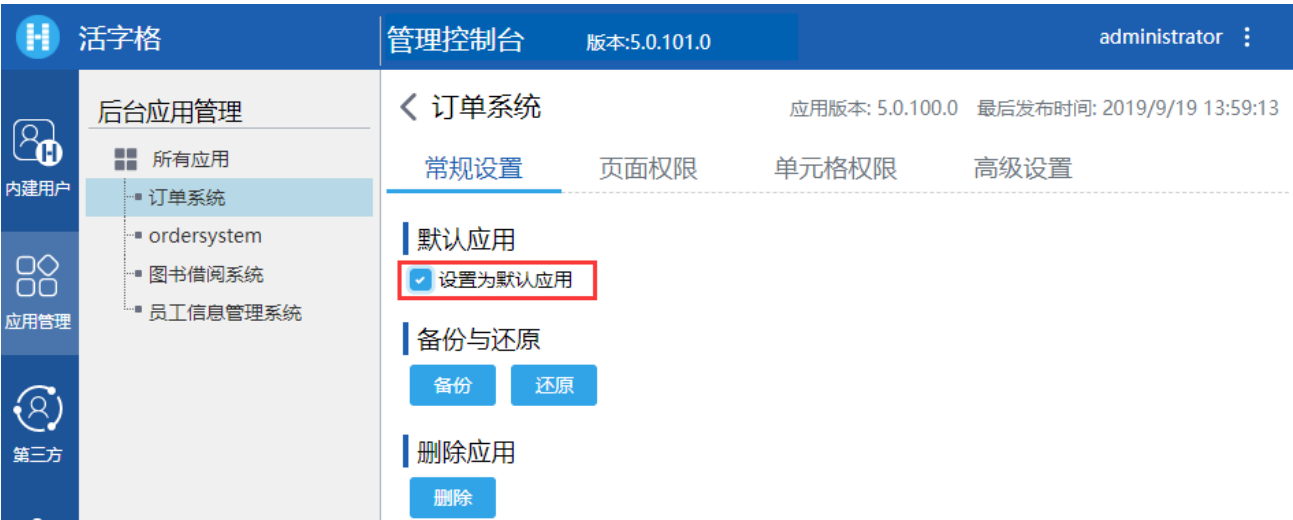 活字格
管理控制台 版本:5.0.101.0
administrator
内建用户
应用管理
第三方
后台应用管理
所有应用
订单系统
ordersystem
图书借阅系统
员工信息管理系统
订单系统
应用版本: 5.0.100.0 最后发布时间: 2019/9/19 13:59:13
常规设置 页面权限 单元格权限 高级设置
默认应用
设置为默认应用
备份与还原
备份 还原
删除应用
删除